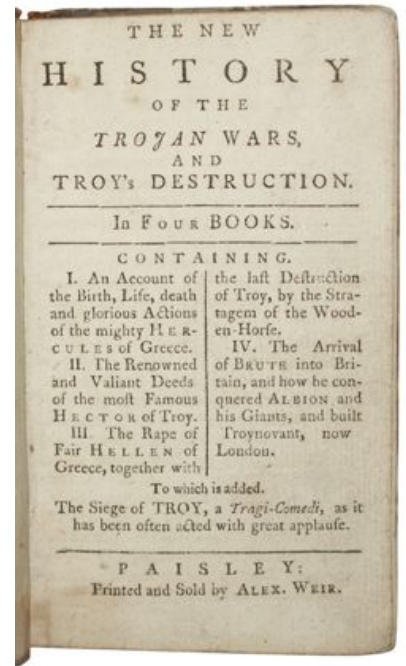 THE NEW
HISTORY
OF THE
TROJAN WARS,
AND
TROY's DESTRUCTION.
In FOUR BOOKS.
CONTAINING.
I. An Account of
the Birth, Life, death
and glorious Actions
of the mighty HER-
CULES of Greece.
II. The Renowned
and Valiant Deeds
of the moſt Famous
HECTOR of Troy.
III. The Rape of
Fair HELLEN of
Greece, together with
the laſt Deſtruction
of Troy, by the Stra-
tagem of the Wood-
en-Horſe.
IV. The Arrival
of BRUTE into Bri-
tain, and how he con-
quered ALBION and
his Giants, and built
Troynovant, now
London.
To which is added.
The Siege of TROY, a Tragi-Comedi, as it
has been often acted with great applauſe.
PAISLEY:
Printed and Sold by ALEX. WEIR.